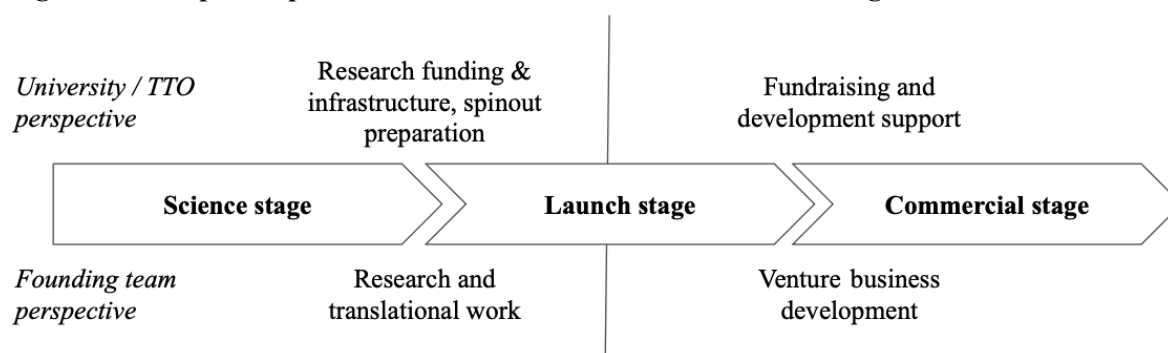 University / TTO
perspective
Research funding &
infrastructure, spinout
preparation
Fundraising and
development support
Science stage
Launch stage
Commercial stage
Founding team
perspective
Research and
translational work
Venture business
development